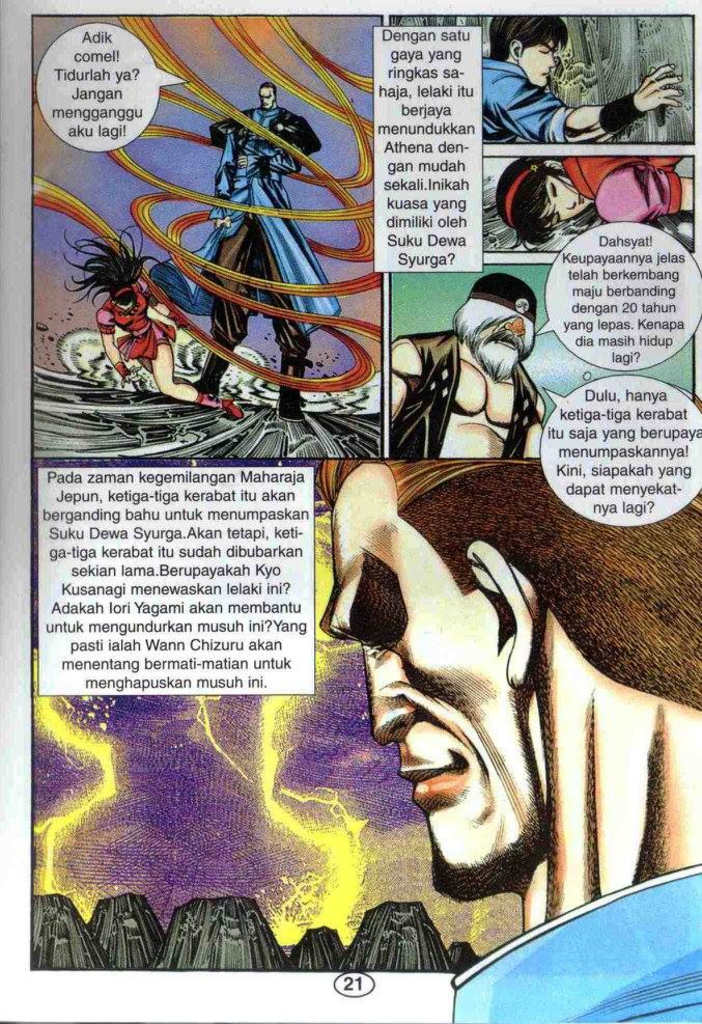 Adik
comel!
Tidurlah ya?
Jangan
mengganggu
aku lagi!
Dengan satu
gaya yang
ringkas sa-
haja, lelaki itu
berjaya
menundukkan
Athena den-
gan mudah
sekali.Inikah
kuasa yang
dimiliki oleh
Suku Dewa
Syurga?
Dahsyat!
Keupayaannya jelas
telah berkembang
maju berbanding
dengan 20 tahun
yang lepas. Kenapa
dia masih hidup
lagi?
Dulu, hanya
ketiga-tiga kerabat
itu saja yang berupaya
menumpaskannya!
Kini, siapakah yang
dapat menyekat-
nya lagi?
Pada zaman kegemilangan Maharaja
Jepun, ketiga-tiga kerabat itu akan
berganding bahu untuk menumpaskan
Suku Dewa Syurga.Akan tetapi, keti-
ga-tiga kerabat itu sudah dibubarkan
sekian lama.Berupayakah Kyo
Kusanagi menewaskan lelaki ini?
Adakah Iori Yagami akan membantu
untuk mengundurkan musuh ini?Yang
pasti ialah Wann Chizuru akan
menentang bermati-matian untuk
menghapuskan musuh ini.
21